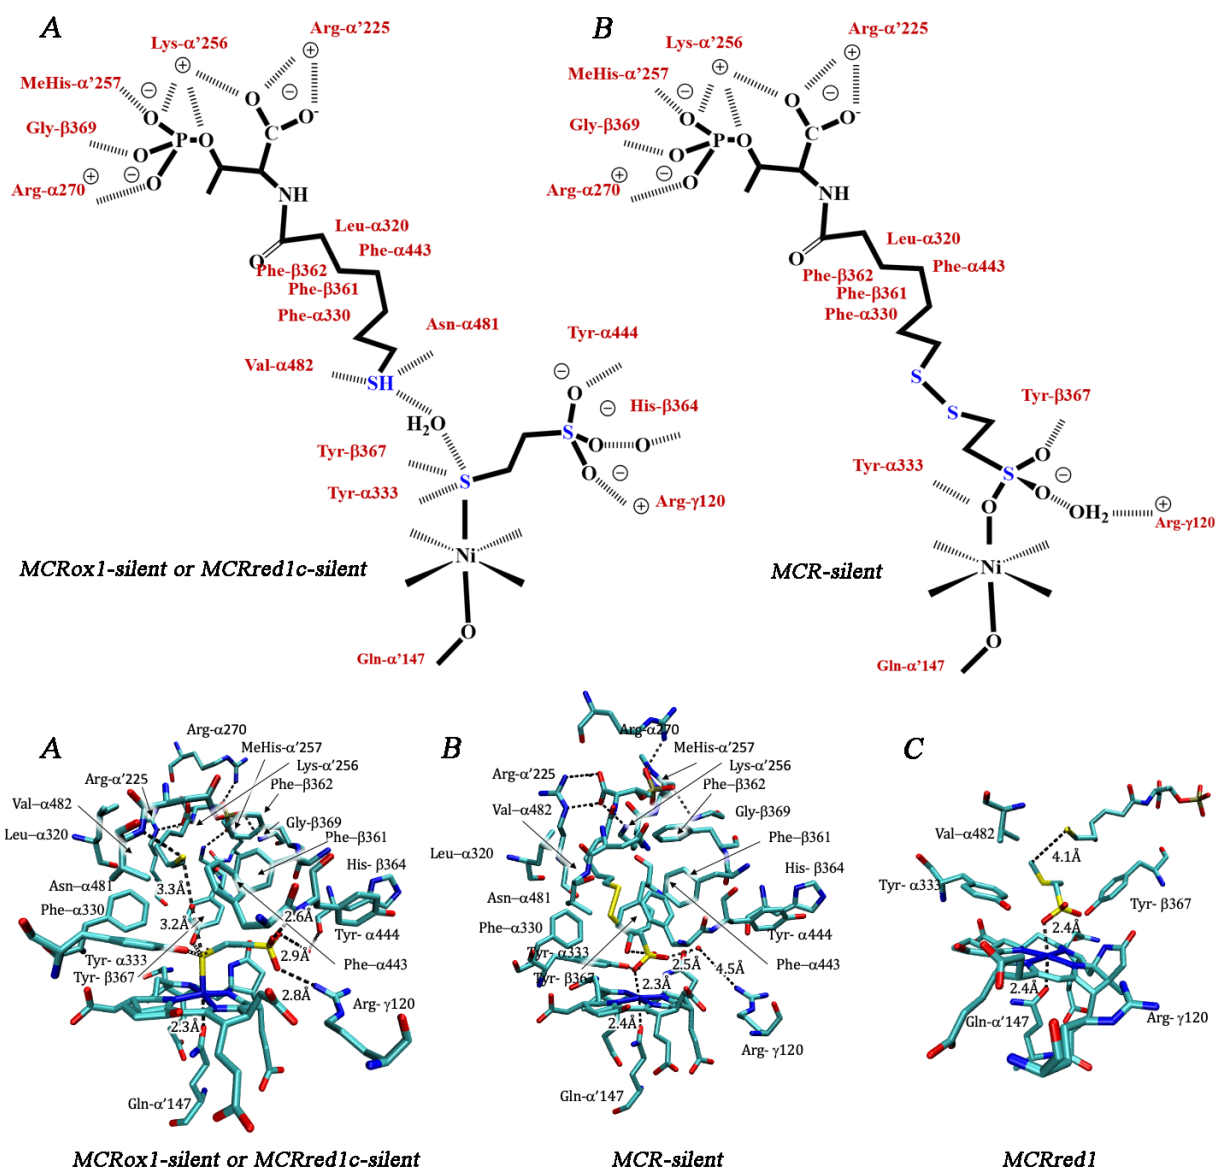 A
Arg-α’225
Lys-α’256
MeHis-α’257
Gly-β369
Arg-α270
O
O-
P
O
C
O
O
NH
O
Leu-α320
Phe-α443
Phe-β362
Phe-β361
Phe-α330
Asn-α481
Val-α482
SH
H2O
Tyr-α444
O
His-β364
S
O
O
O
Tyr-β367
Tyr-α333
S
Arg-γ120
Ni
MCRox1-silent or MCRred1c-silent
O
Gln-α’147
B
Arg-α’225
Lys-α’256
MeHis-α’257
Gly-β369
Arg-α270
O
O-
P
O
C
O
O
NH
O
Leu-α320
Phe-β362
Phe-α443
Phe-β361
Phe-α330
S
S
Tyr-β367
Tyr-α333
S
O
O
O
OH2
Arg-γ120
Ni
MCR-silent
O
Gln-α’147
A
Arg-α270
MeHis-α’257
Lys-α’256
Arg-α’225
Phe–β362
Val–α482
Gly-β369
Leu–α320
Phe–β361
His- β364
Asn-α481
3.3Å
Phe–α330
3.2Å
2.6Å
Tyr- α444
Tyr- α333
2.9Å
Tyr- β367
Phe–α443
2.8Å
Arg- γ120
2.3Å
Gln-α’147
MCRox1-silent or MCRred1c-silent
B
Arg-α270
MeHis-α’257
Lys-α’256
Arg-α’225
Phe–β362
Val–α482
Gly-β369
Phe–β361
Leu–α320
His- β364
Asn-α481
Phe–α330
Tyr- α444
Tyr- α333
Phe–α443
Tyr- β367
2.5Å
4.5Å
2.3Å
2.4Å
Arg- γ120
Gln-α’147
MCR-silent
C
Val–α482
4.1Å
Tyr- α333
Tyr- β367
2.4Å
2.4Å
Gln-α’147
Arg- γ120
MCRred1